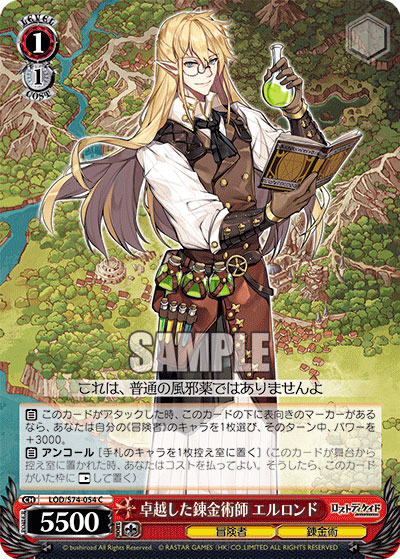 LEVEL
1
1
COST
SAMPLE
これは、普通の風邪薬ではありませんよ
このカードがアタックした時、このカードの下に表向きのマーカーがあるなら、あなたは自分の《冒険者》のキャラを1枚選び、そのターン中、パワーを
+3000。
アンコール [手札のキャラを1枚控え室に置く] （このカードが舞台から
控え室に置かれた時、あなたはコストを払ってよい。そうしたら、このカー
ドがいた枠に□して置く）
CH LOD/S74-054 C
5500
卓越した錬金術師 エルロンド
ロストディケイド
冒険者
錬金術
© bushiroad All Rights Reserved.
© RASTAR GAMES (HK) CO., LIMITED ALL RIGHTS RESERVED